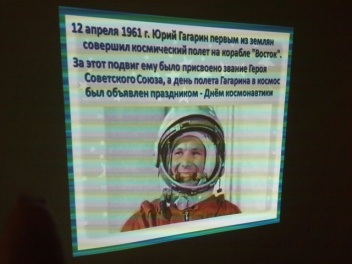 12 апреля 1961 г. Юрий Гагарин первым из землян
совершил космический полет на корабле "Восток".
За этот подвиг ему было присвоено звание Героя
Советского Союза, а день полета Гагарина в космос
был объявлен праздником - Днём космонавтики